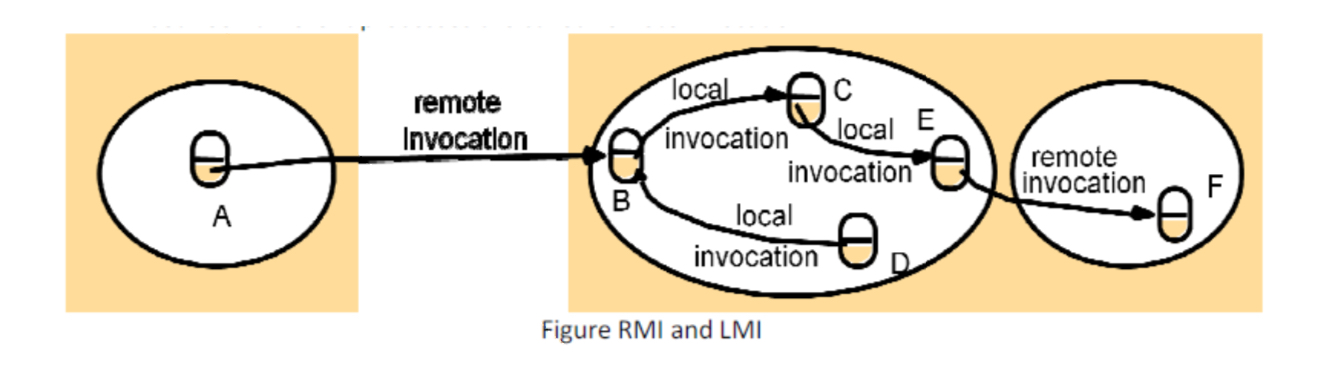 remote
invocation
A
local
invocation
C
local
invocation
E
B
local
invocation
D
remote
invocation
F
Figure RMI and LMI